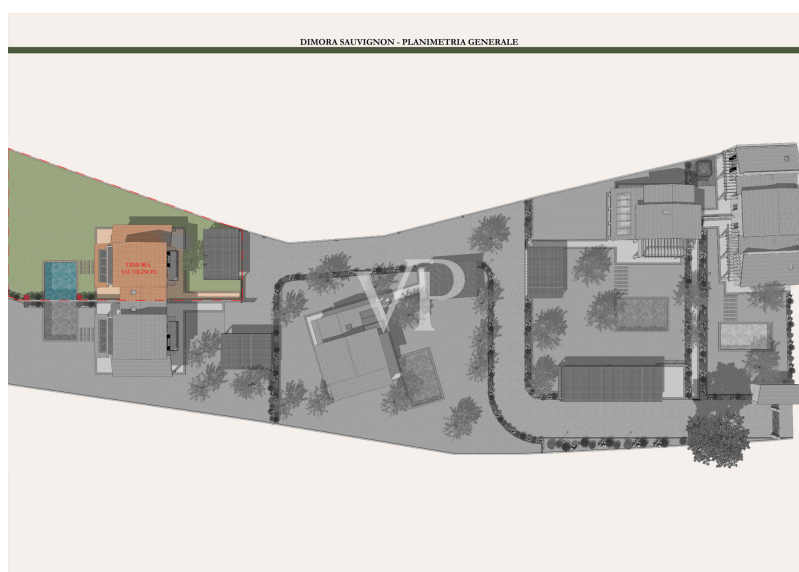 DIMORA SAUVIGNON - PLANIMETRIA GENERALE
DIMORA
SAUVIGNON
VP